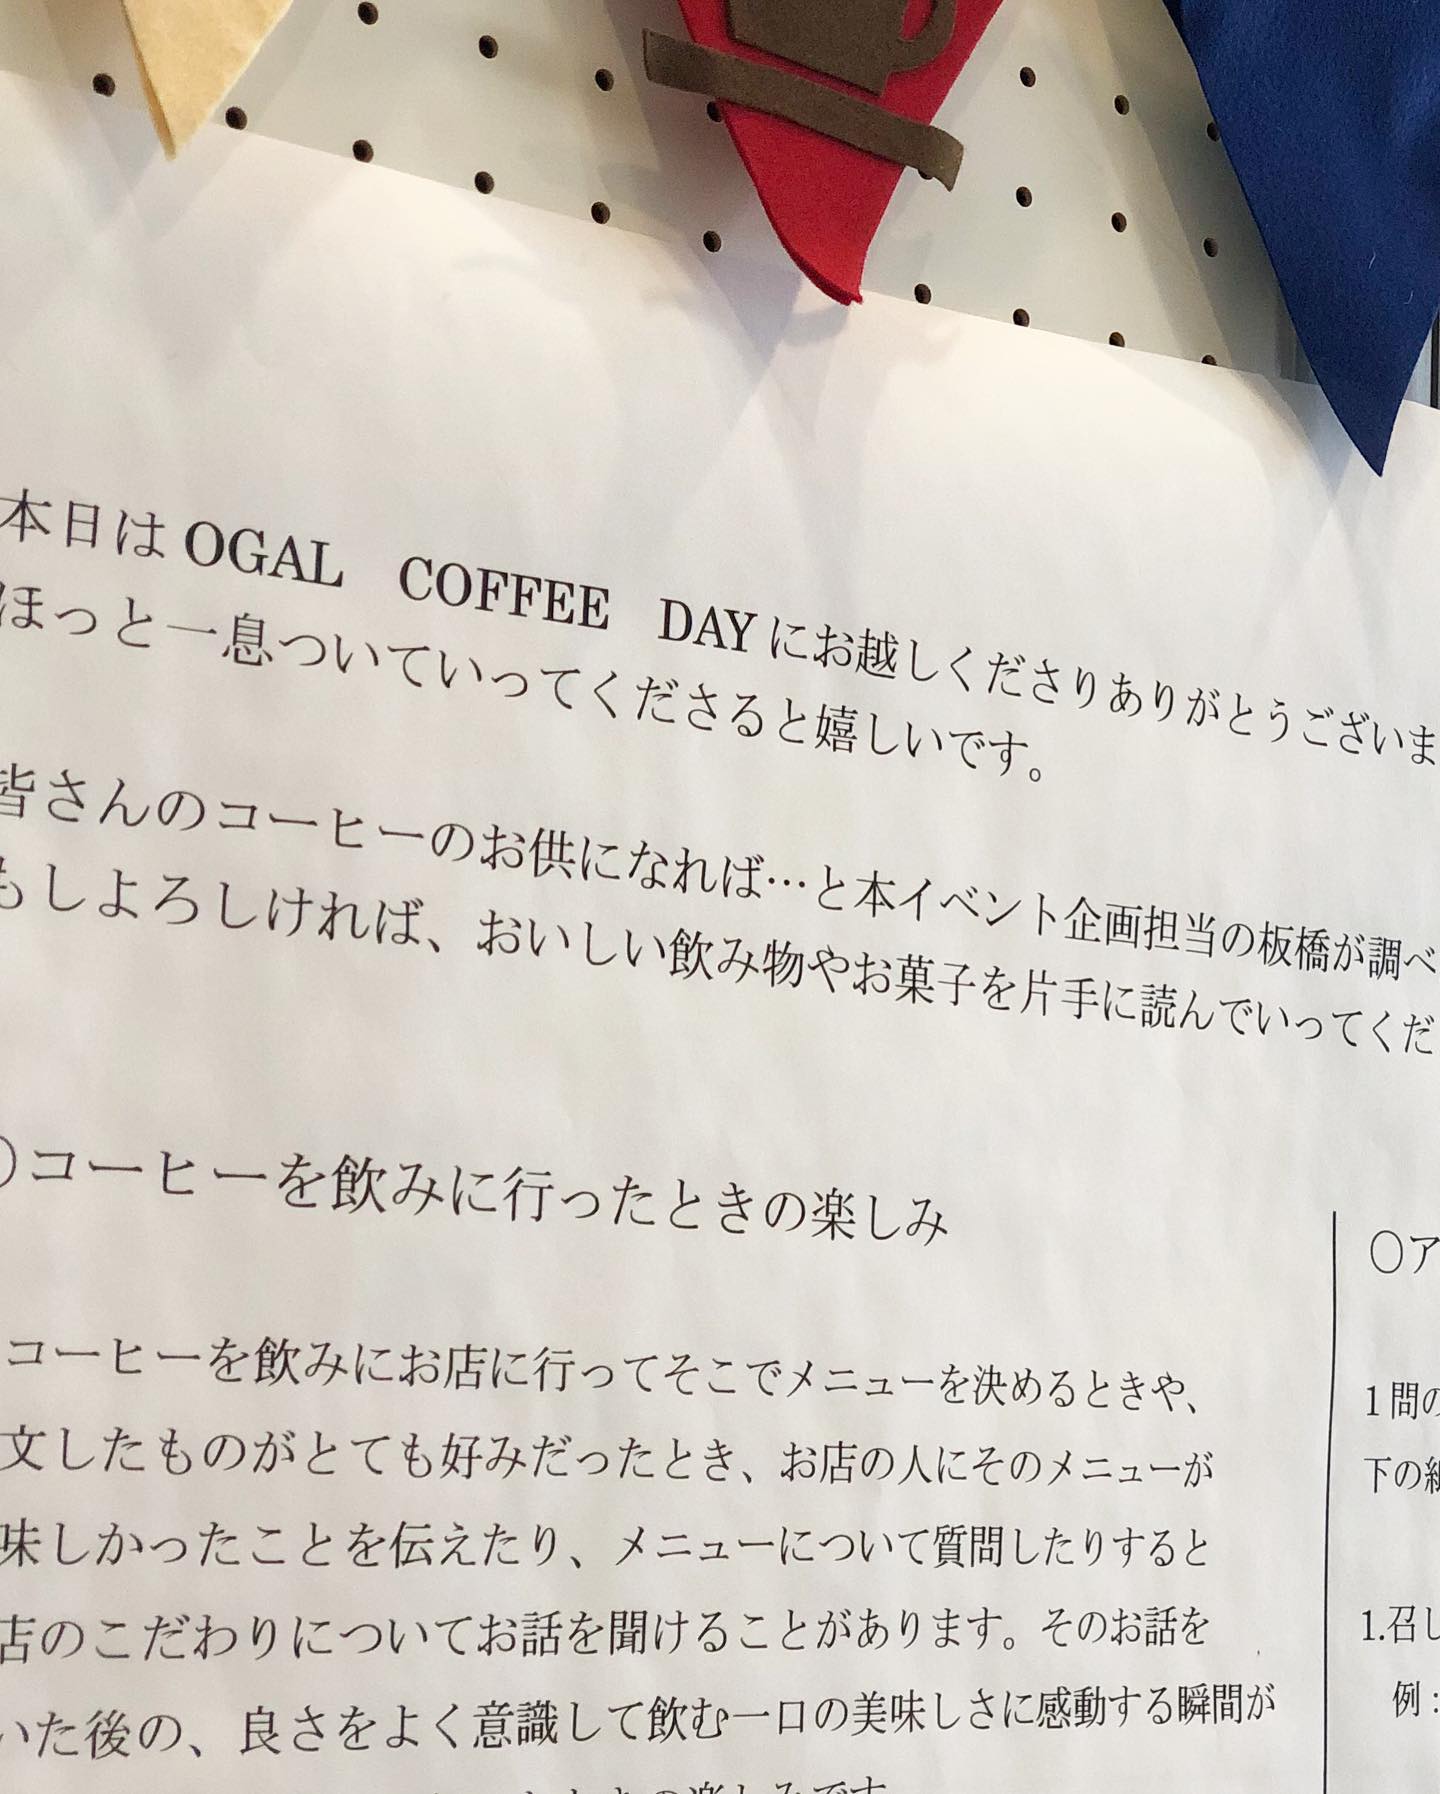 本日は OGAL　COFFEE　DAY にお越しくださりありがとうございま
ほっと一息ついていってくださると嬉しいです。
皆さんのコーヒーのお供になれば…と本イベント企画担当の板橋が調べ
もしよろしければ、おいしい飲み物やお菓子を片手に読んでいってくだ
〇コーヒーを飲みに行ったときの楽しみ
コーヒーを飲みにお店に行ってそこでメニューを決めるときや、
文したものがとても好みだったとき、お店の人にそのメニューが
味しかったことを伝えたり、メニューについて質問したりすると
店のこだわりについてお話を聞けることがあります。そのお話を
いた後の、良さをよく意識して飲む一口の美味しさに感動する瞬間が
の楽しみです
〇ア
1 問の
下の
1.召し
例：